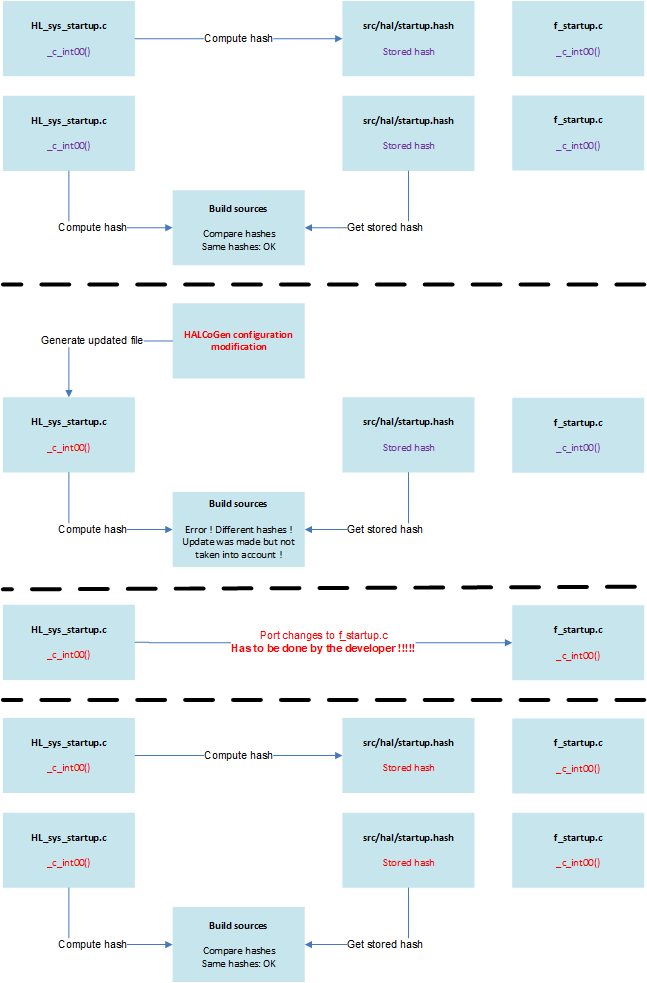 HL_sys_startup.c
_c_int00()
Compute hash
src/hal/startup.hash
Stored hash
f_startup.c
_c_int00()
HL_sys_startup.c
_c_int00()
src/hal/startup.hash
Stored hash
f_startup.c
_c_int00()
Compute hash
Build sources
Compare hashes
Same hashes: OK
Get stored hash
Generate updated file
HALCoGen configuration
modification
HL_sys_startup.c
_c_int00()
src/hal/startup.hash
Stored hash
f_startup.c
_c_int00()
Compute hash
Build sources
Error ! Different hashes !
Update was made but not
taken into account !
Get stored hash
HL_sys_startup.c
_c_int00()
Port changes to f_startup.c
Has to be done by the developer !!!!!
f_startup.c
_c_int00()
HL_sys_startup.c
_c_int00()
Compute hash
src/hal/startup.hash
Stored hash
f_startup.c
_c_int00()
HL_sys_startup.c
_c_int00()
src/hal/startup.hash
Stored hash
f_startup.c
_c_int00()
Compute hash
Build sources
Compare hashes
Same hashes: OK
Get stored hash